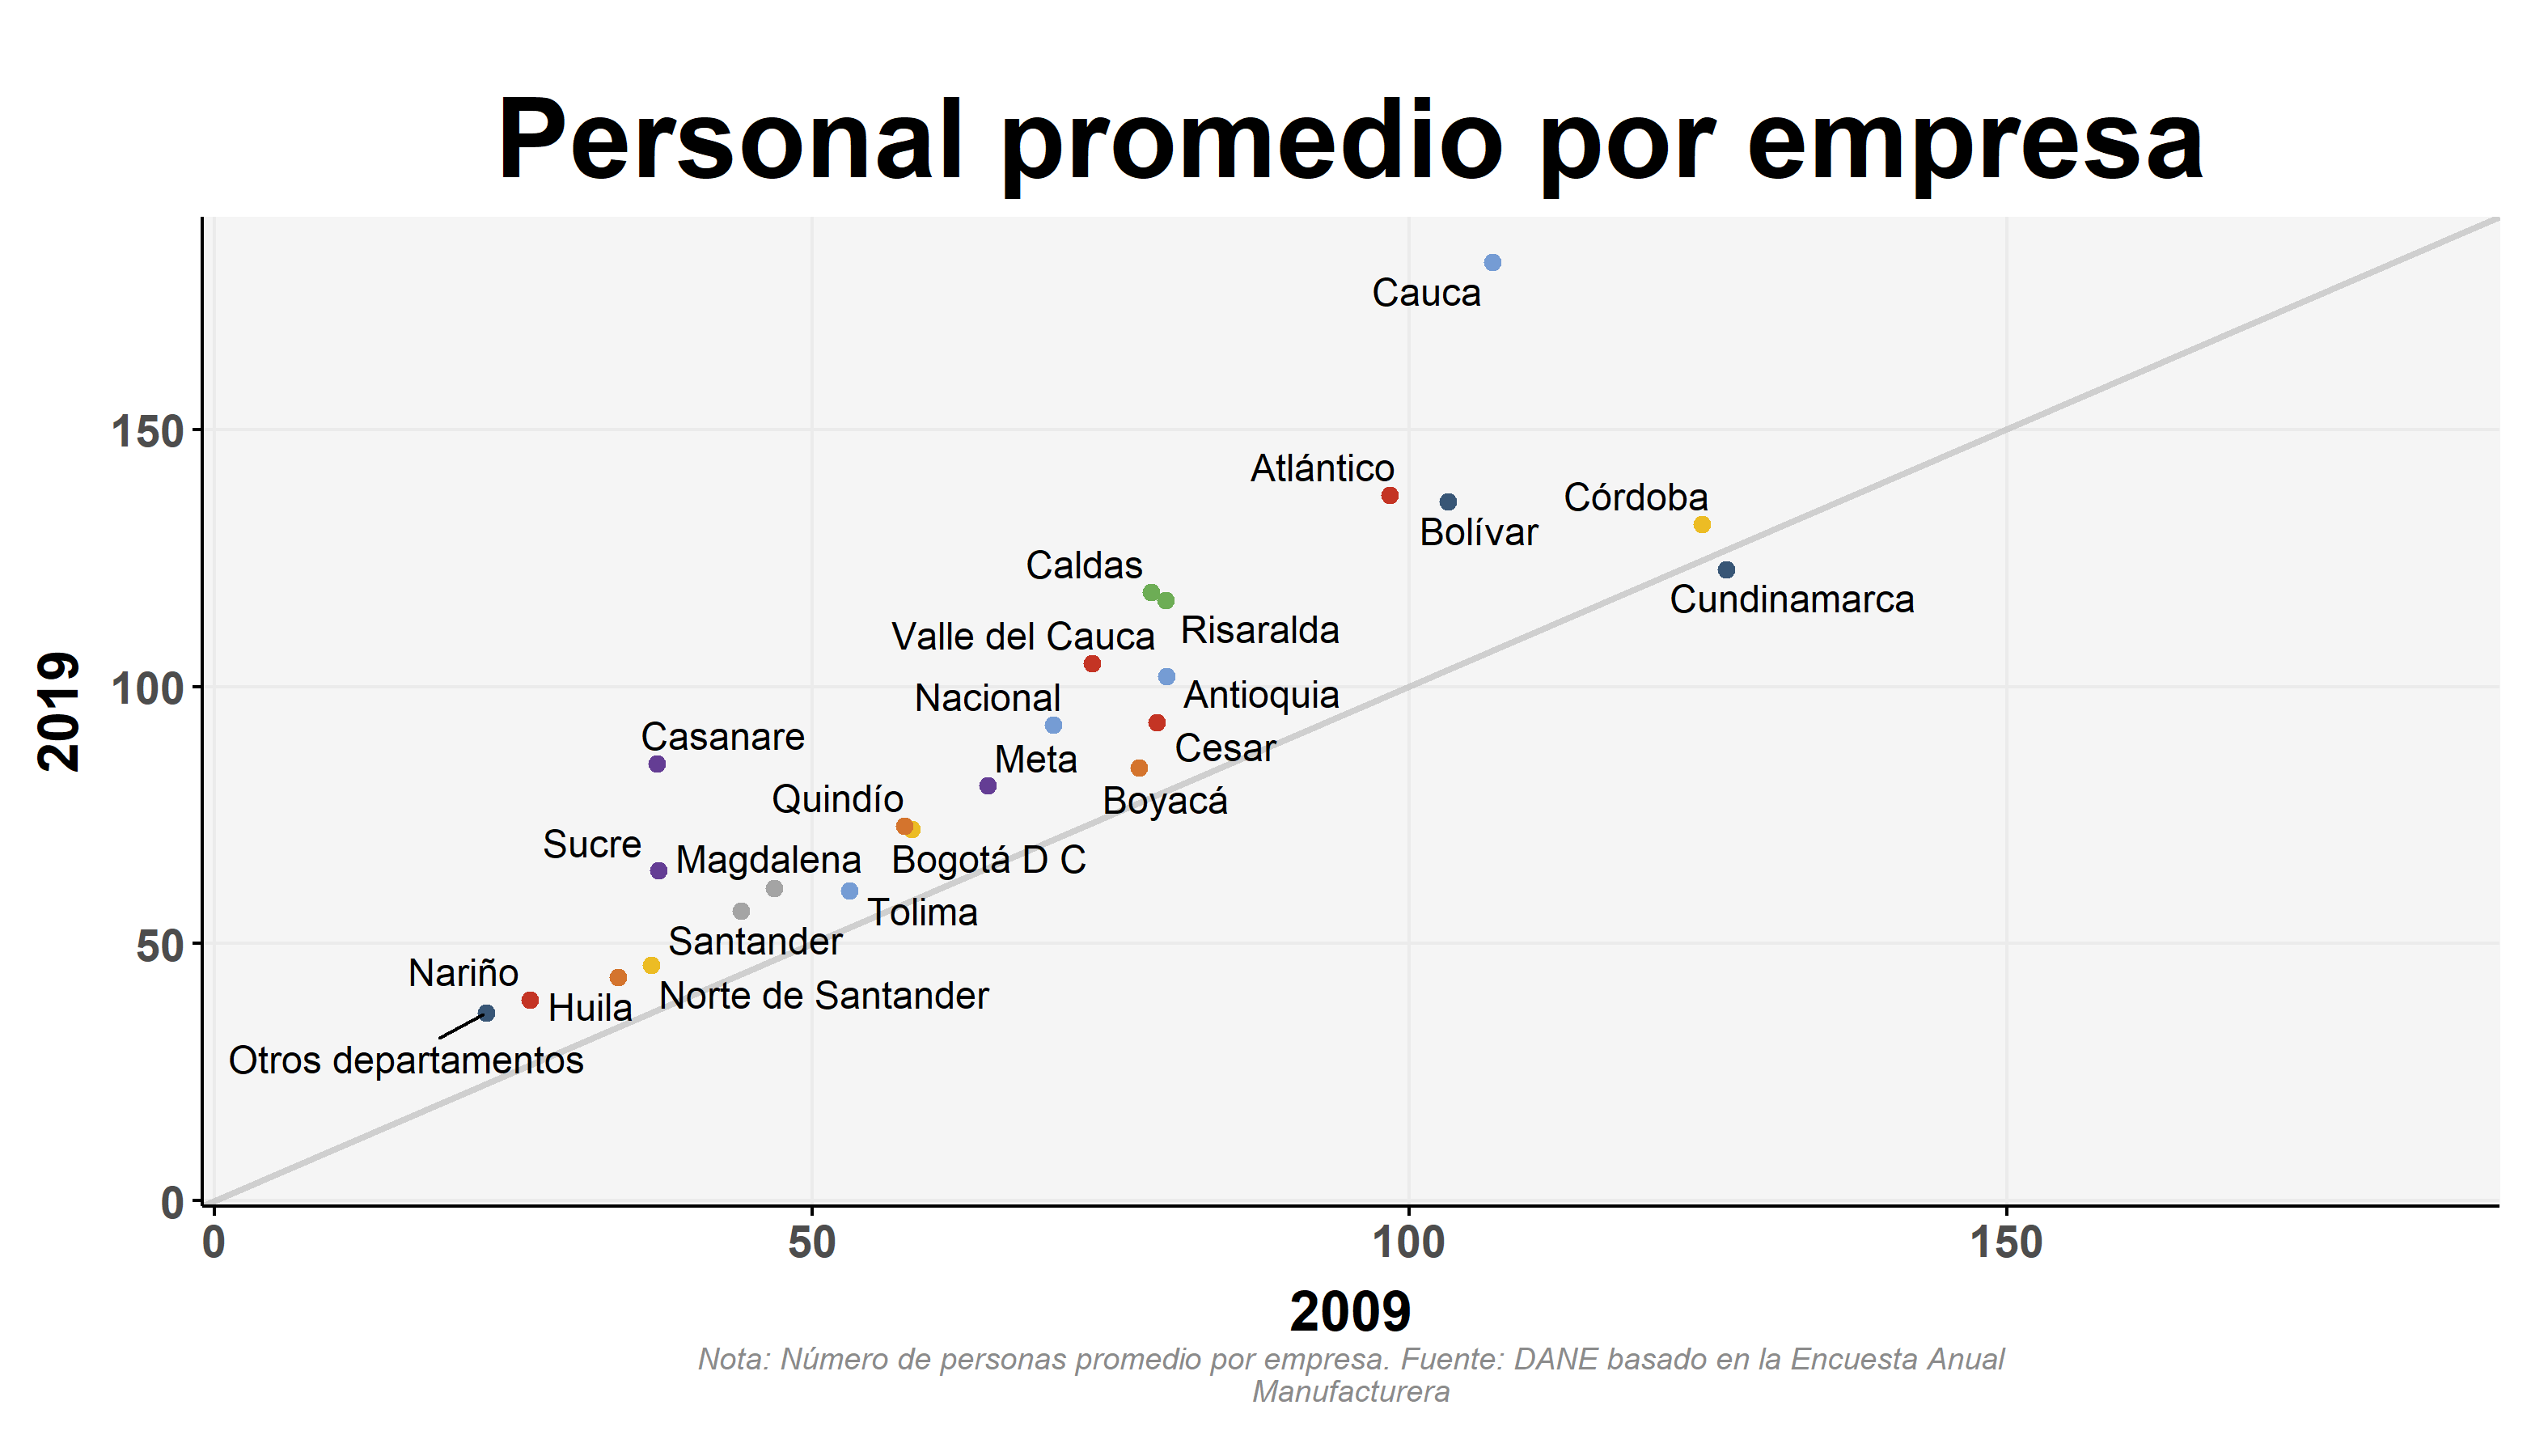 Personal promedio por empresa
Cauca
150
Atlántico
Córdoba
Bolívar
Caldas
Cundinamarca
Risaralda
Valle del Cauca
2019
100
Antioquia
Nacional
Casanare
Cesar
Meta
Quindío
Boyacá
Sucre
Magdalena
Bogotá D C
Tolima
50
Santander
Nariño
Norte de Santander
Huila
Otros departamentos
0
0
50
100
150
2009
Nota: Número de personas promedio por empresa. Fuente: DANE basado en la Encuesta Anual
Manufacturera